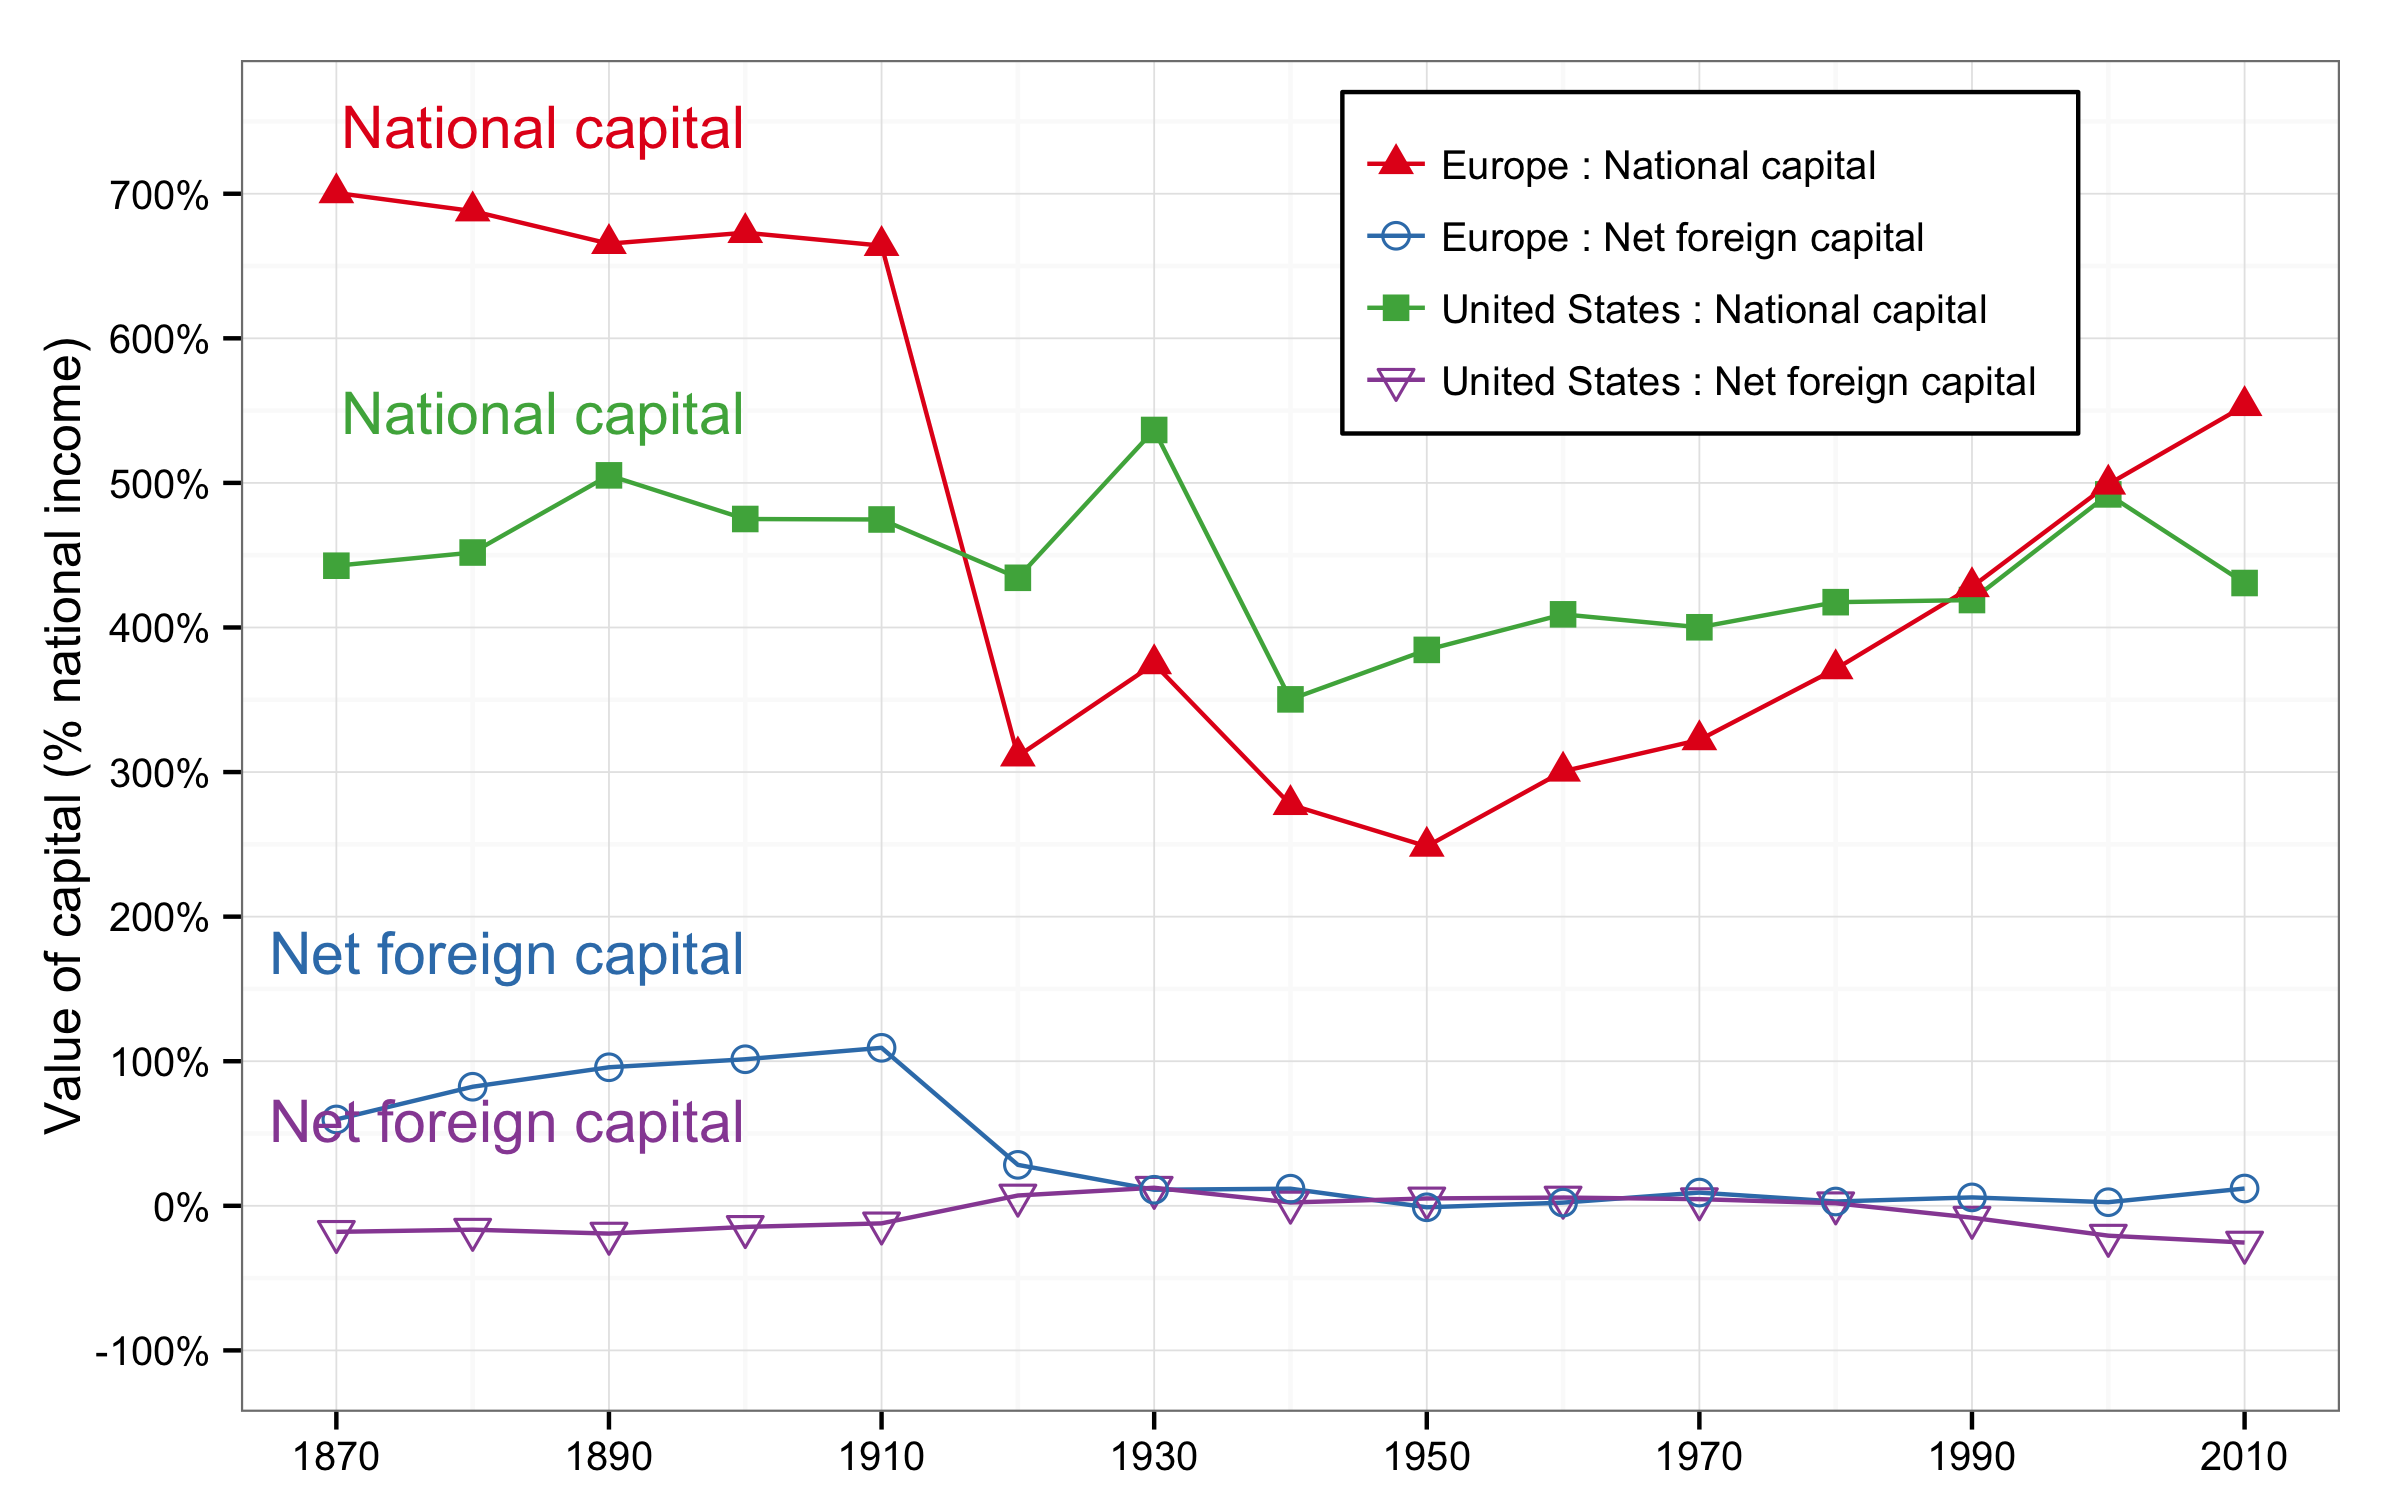 National capital
National capital
Net foreign capital
Net foreign capital
Europe : National capital
Europe : Net foreign capital
United States : National capital
United States : Net foreign capital
Value of capital (% national income)
700%
600%
500%
400%
300%
200%
100%
0%
-100%
1870 1890 1910 1930 1950 1970 1990 2010